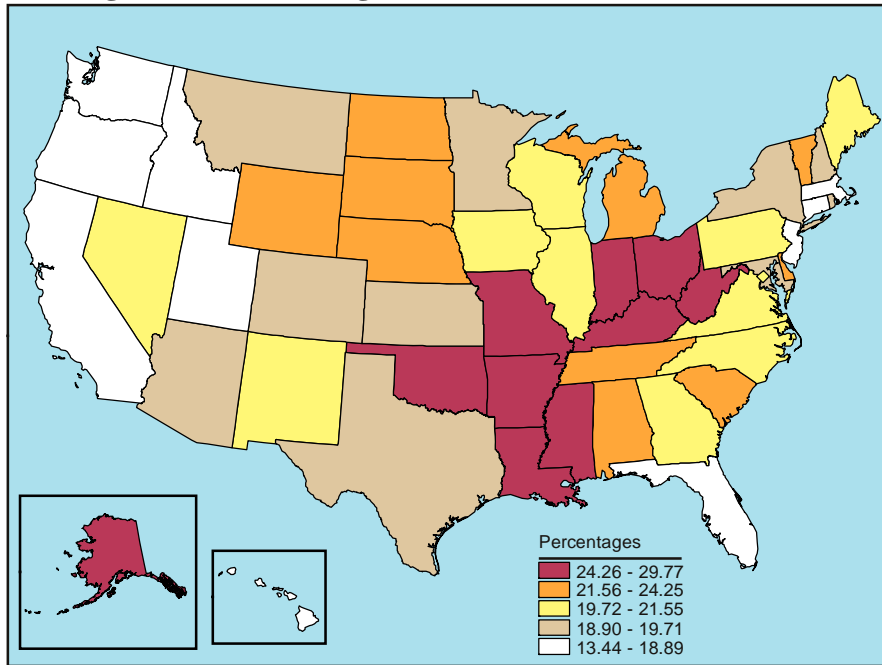 Percentages
24.26 - 29.77
21.56 - 24.25
19.72 - 21.55
18.90 - 19.71
13.44 - 18.89